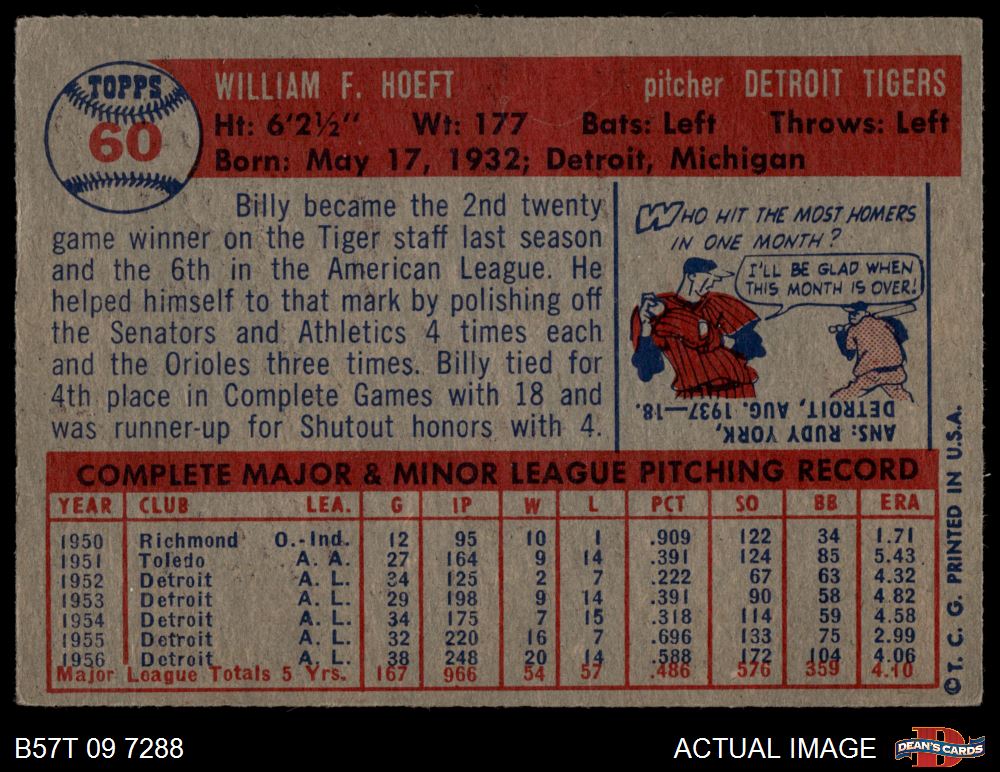 TOPPS
60
WILLIAM F. HOEFT pitcher DETROIT TIGERS
Ht: 6'2½" Wt: 177 Bats: Left Throws: Left
Born: May 17, 1932; Detroit, Michigan
Billy became the 2nd twenty
game winner on the Tiger staff last season
and the 6th in the American League. He
helped himself to that mark by polishing off
the Senators and Athletics 4 times each
and the Orioles three times. Billy tied for
4th place in Complete Games with 18 and
was runner-up for Shutout honors with 4.
WHO HIT THE MOST HOMERS
IN ONE MONTH?
I'LL BE GLAD WHEN
THIS MONTH IS OVER!
ANS: RUDY YORK,
DETROIT, AUG. 1937—18.
COMPLETE MAJOR & MINOR LEAGUE PITCHING RECORD
YEAR CLUB LEA. G IP W L PCT SO BB ERA
1950 Richmond O.-Ind. 12 95 10 1 .909 122 34 1.71
1951 Toledo A. A. 27 164 9 14 .391 124 85 5.43
1952 Detroit A. L. 34 125 2 7 .222 67 63 4.32
1953 Detroit A. L. 29 198 9 14 .391 90 58 4.82
1954 Detroit A. L. 34 175 7 15 .318 114 59 4.58
1955 Detroit A. L. 32 220 16 7 .696 133 75 2.99
1956 Detroit A. L. 38 248 20 14 .588 172 104 4.06
Major League Totals 5 Yrs. 167 966 54 57 .486 576 359 4.10
© T. C. G. PRINTED IN U.S.A.
B57T 09 7288
ACTUAL IMAGE
DEAN'S CARDS